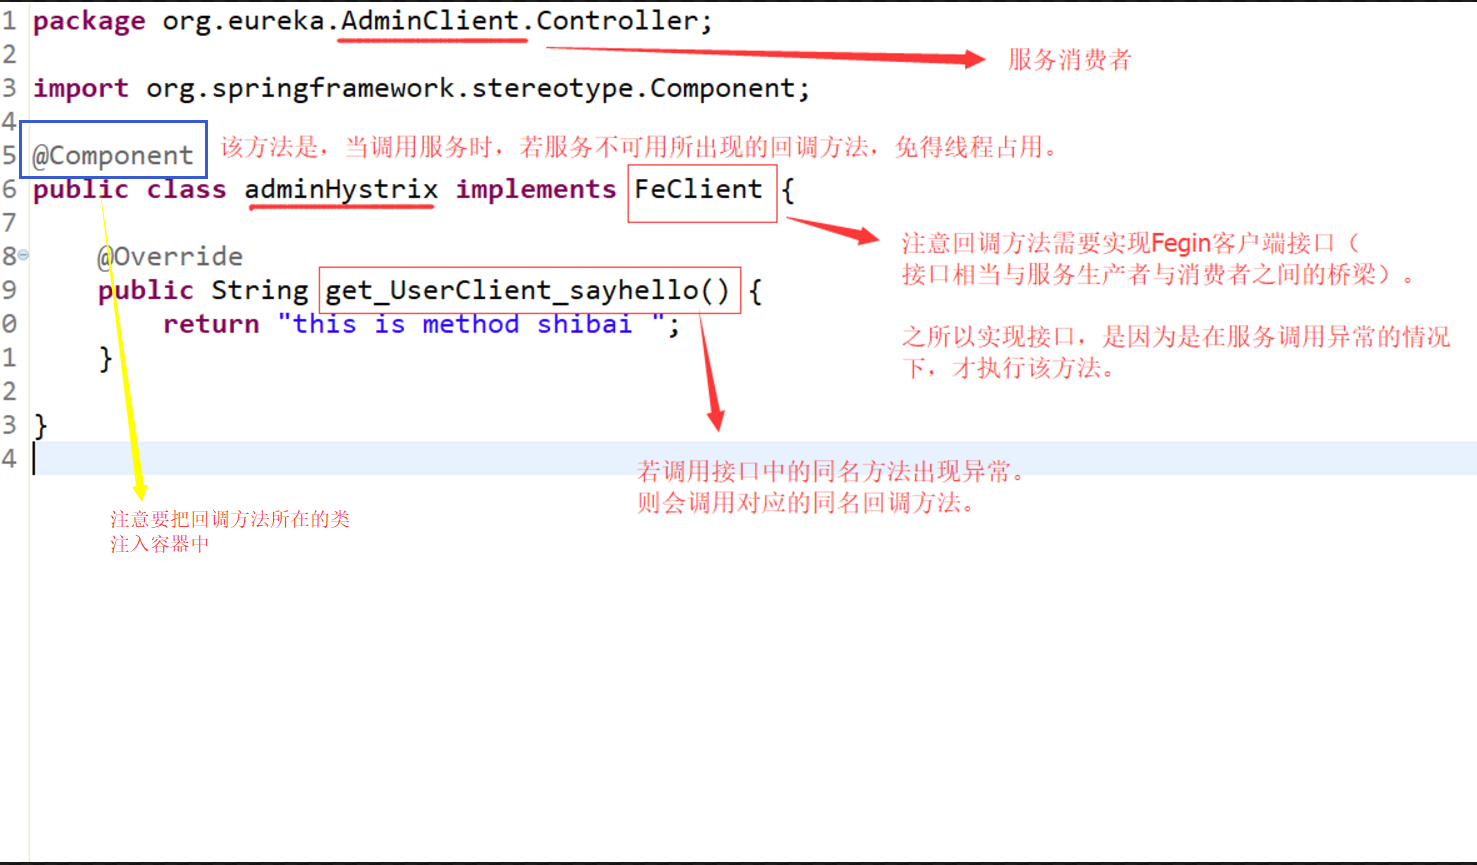 1 package org.eureka.AdminClient.Controller;
2
服务消费者
3 import org.springframework.stereotype.Component;
4
该方法是，当调用服务时，若服务不可用所出现的回调方法，免得线程占用。
5 @Component
6 public class adminHystrix implements FeClient {
7
注意回调方法需要实现Fegin客户端接口（
接口相当与服务生产者与消费者之间的桥梁）。
8 @Override
9 public String get_UserClient_sayhello() {
0 return "this is method shibai ";
之所以实现接口，是因为是在服务调用异常的情况
下，才执行该方法。
1 }
2
3 }
4
若调用接口中的同名方法出现异常。
则会调用对应的同名回调方法。
注意要把回调方法所在的类
注入容器中